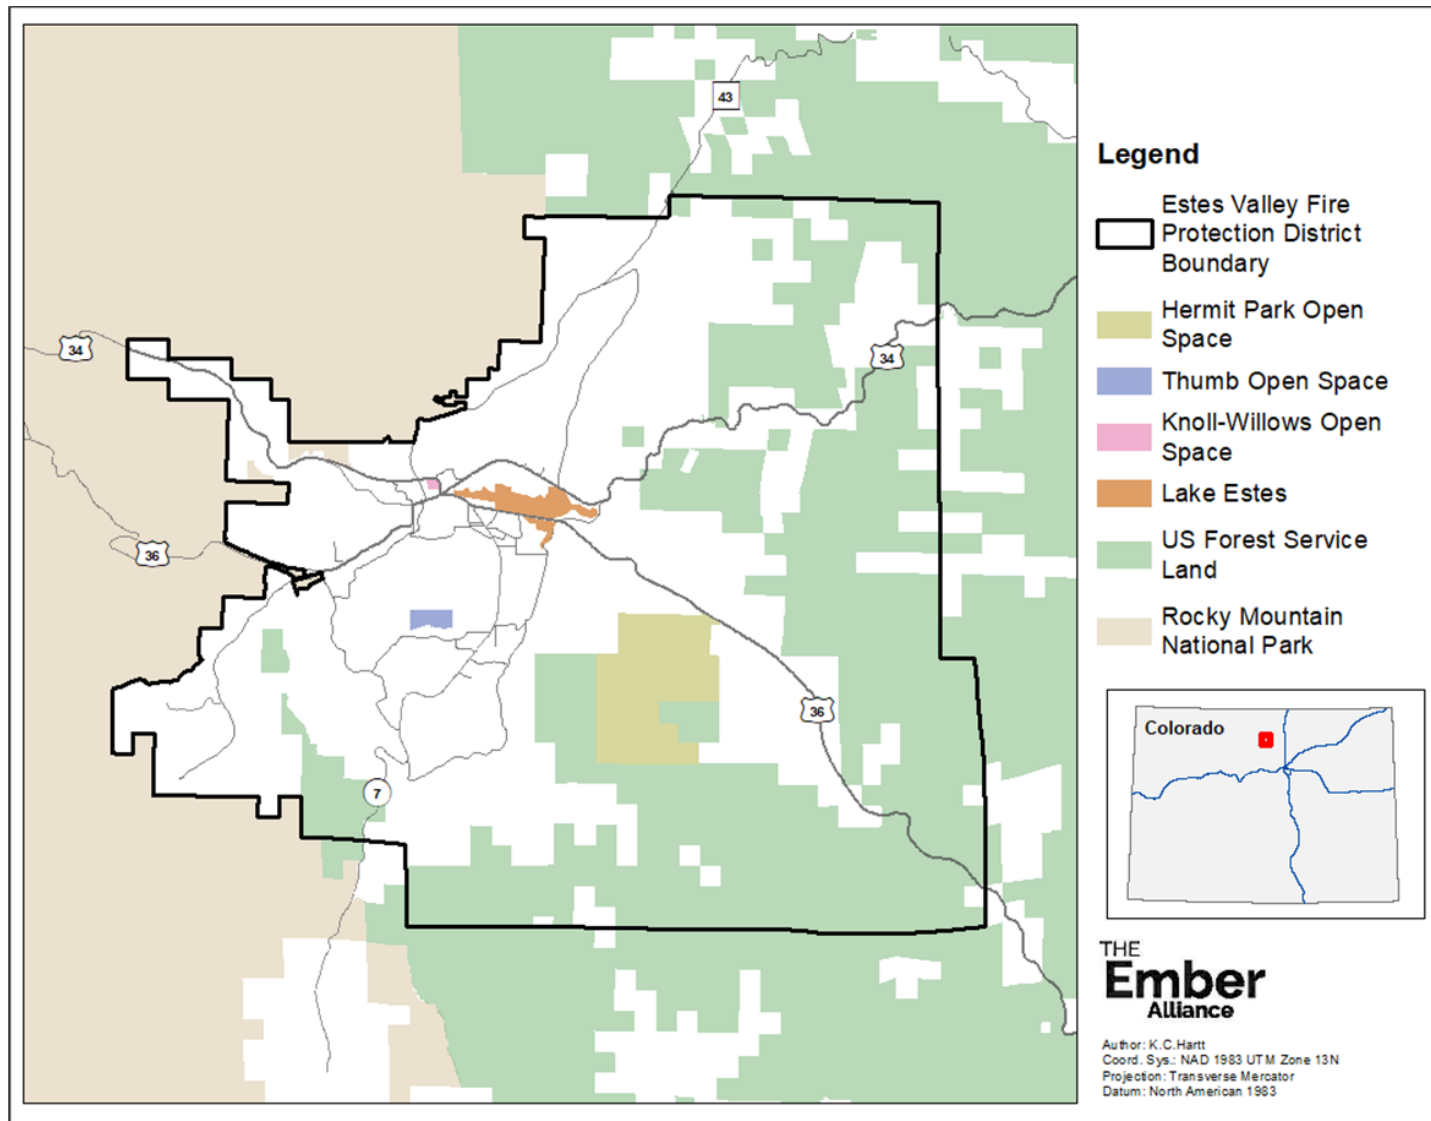 43
34
34
36
36
7
Legend
Estes Valley Fire
Protection District
Boundary
Hermit Park Open
Space
Thumb Open Space
Knoll-Willows Open
Space
Lake Estes
US Forest Service
Land
Rocky Mountain
National Park
Colorado
THE
Ember
Alliance
Author: K.C.Hartt
Coord. Sys.: NAD 1983 UTM Zone 13N
Projection: Transverse Mercator
Datum: North American 1983